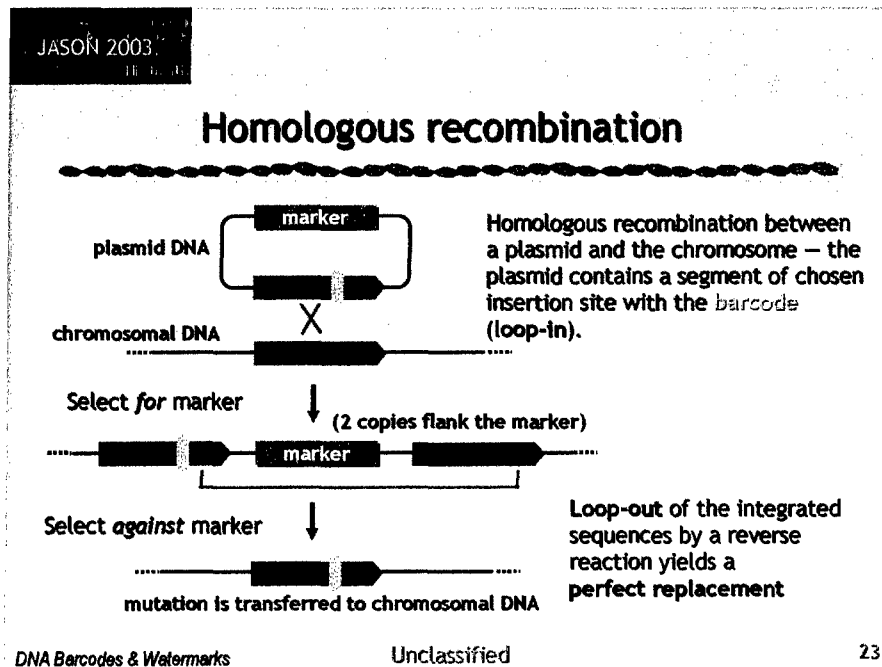 JASON 2003
Homologous recombination
marker
plasmid DNA
Homologous recombination between
a plasmid and the chromosome – the
plasmid contains a segment of chosen
insertion site with the barcode
(loop-in).
chromosomal DNA
Select for marker
(2 copies flank the marker)
marker
Select against marker
Loop-out of the integrated
sequences by a reverse
reaction yields a
perfect replacement
mutation is transferred to chromosomal DNA
DNA Barcodes & Watermarks
Unclassified
23